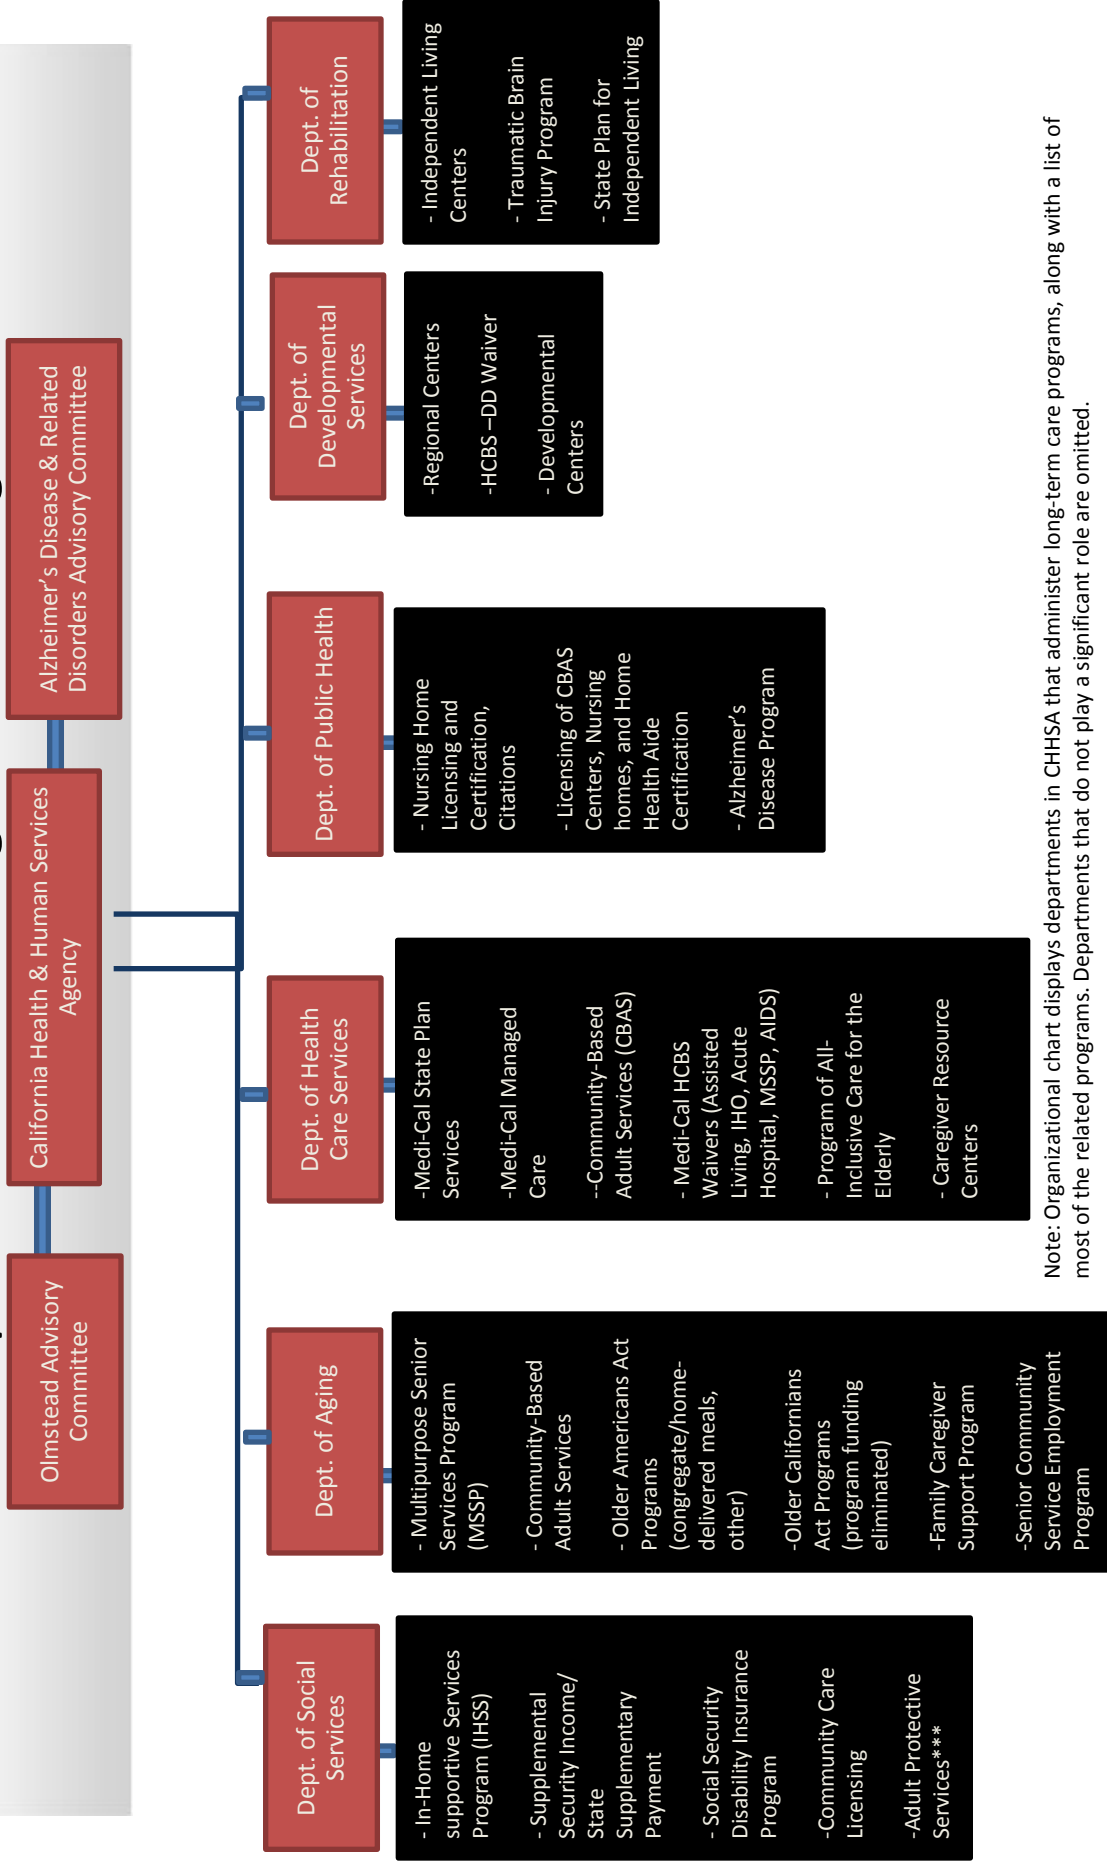 Olmstead Advisory
Committee
California Health & Human Services
Agency
Alzheimer’s Disease & Related
Disorders Advisory Committee
Dept. of Social
Services
- In-Home
supportive Services
Program (IHSS)
- Supplemental
Security Income/
State
Supplementary
Payment
- Social Security
Disability Insurance
Program
-Community Care
Licensing
-Adult Protective
Services***
Dept. of Aging
- Multipurpose Senior
Services Program
(MSSP)
- Community-Based
Adult Services
- Older Americans Act
Programs
(congregate/home-
delivered meals,
other)
-Older Californians
Act Programs
(program funding
eliminated)
-Family Caregiver
Support Program
-Senior Community
Service Employment
Program
Dept. of Health
Care Services
-Medi-Cal State Plan
Services
-Medi-Cal Managed
Care
--Community-Based
Adult Services (CBAS)
- Medi-Cal HCBS
Waivers (Assisted
Living, IHO, Acute
Hospital, MSSP, AIDS)
- Program of All-
Inclusive Care for the
Elderly
- Caregiver Resource
Centers
Dept. of Public Health
- Nursing Home
Licensing and
Certification,
Citations
- Licensing of CBAS
Centers, Nursing
homes, and Home
Health Aide
Certification
- Alzheimer’s
Disease Program
Dept. of
Developmental
Services
-Regional Centers
-HCBS –DD Waiver
- Developmental
Centers
Dept. of
Rehabilitation
- Independent Living
Centers
- Traumatic Brain
Injury Program
- State Plan for
Independent Living
Note: Organizational chart displays departments in CHHSA that administer long-term care programs, along with a list of
most of the related programs. Departments that do not play a significant role are omitted.